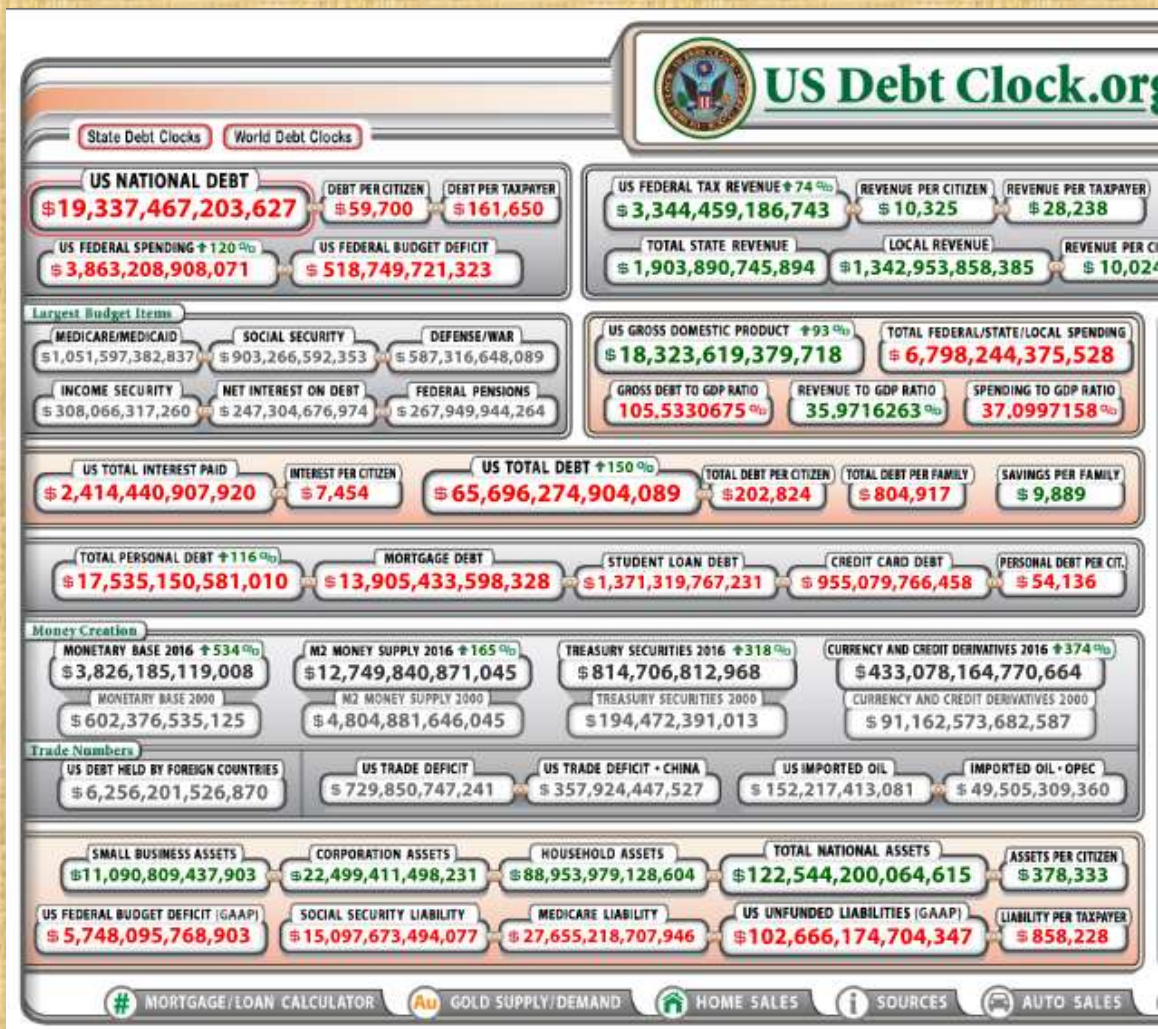 US Debt Clock.org
State Debt Clocks World Debt Clocks
US NATIONAL DEBT
$19,337,467,203,627
DEBT PER CITIZEN
$59,700
DEBT PER TAXPAYER
$161,650
US FEDERAL SPENDING ↑120%
$3,863,208,908,071
US FEDERAL BUDGET DEFICIT
$518,749,721,323
US FEDERAL TAX REVENUE ↑74%
$3,344,459,186,743
REVENUE PER CITIZEN
$10,325
REVENUE PER TAXPAYER
$28,238
TOTAL STATE REVENUE
$1,903,890,745,894
LOCAL REVENUE
$1,342,953,858,385
REVENUE PER CI
$10,024
Largest Budget Items
MEDICARE/MEDICAID
$1,051,597,382,837
SOCIAL SECURITY
$903,266,592,353
DEFENSE/WAR
$587,316,648,089
INCOME SECURITY
$308,066,317,260
NET INTEREST ON DEBT
$247,304,676,974
FEDERAL PENSIONS
$267,949,944,264
US GROSS DOMESTIC PRODUCT ↑93%
$18,323,619,379,718
TOTAL FEDERAL/STATE/LOCAL SPENDING
$6,798,244,375,528
GROSS DEBT TO GDP RATIO
105.5330675%
REVENUE TO GDP RATIO
35.9716263%
SPENDING TO GDP RATIO
37.0997158%
US TOTAL INTEREST PAID
$2,414,440,907,920
INTEREST PER CITIZEN
$7,454
US TOTAL DEBT ↑150%
$65,696,274,904,089
TOTAL DEBT PER CITIZEN
$202,824
TOTAL DEBT PER FAMILY
$804,917
SAVINGS PER FAMILY
$9,889
TOTAL PERSONAL DEBT ↑116%
$17,535,150,581,010
MORTGAGE DEBT
$13,905,433,598,328
STUDENT LOAN DEBT
$1,371,319,767,231
CREDIT CARD DEBT
$955,079,766,458
PERSONAL DEBT PER CIT.
$54,136
Money Creation
MONETARY BASE 2016 ↑534%
$3,826,185,119,008
M2 MONEY SUPPLY 2016 ↑165%
$12,749,840,871,045
TREASURY SECURITIES 2016 ↑318%
$814,706,812,968
CURRENCY AND CREDIT DERIVATIVES 2016 ↑374%
$433,078,164,770,664
MONETARY BASE 2000
$602,376,535,125
M2 MONEY SUPPLY 2000
$4,804,881,646,045
TREASURY SECURITIES 2000
$194,472,391,013
CURRENCY AND CREDIT DERIVATIVES 2000
$91,162,573,682,587
Trade Numbers
US DEBT HELD BY FOREIGN COUNTRIES
$6,256,201,526,870
US TRADE DEFICIT
$729,850,747,241
US TRADE DEFICIT · CHINA
$357,924,447,527
US IMPORTED OIL
$152,217,413,081
IMPORTED OIL · OPEC
$49,505,309,360
SMALL BUSINESS ASSETS
$11,090,809,437,903
CORPORATION ASSETS
$22,499,411,498,231
HOUSEHOLD ASSETS
$88,953,979,128,604
TOTAL NATIONAL ASSETS
$122,544,200,064,615
ASSETS PER CITIZEN
$378,333
US FEDERAL BUDGET DEFICIT (GAAP)
$5,748,095,768,903
SOCIAL SECURITY LIABILITY
$15,097,673,494,077
MEDICARE LIABILITY
$27,655,218,707,946
US UNFUNDED LIABILITIES (GAAP)
$102,666,174,704,347
LIABILITY PER TAXPAYER
$858,228
# MORTGAGE/LOAN CALCULATOR
Au GOLD SUPPLY/DEMAND
HOME SALES
i SOURCES
AUTO SALES